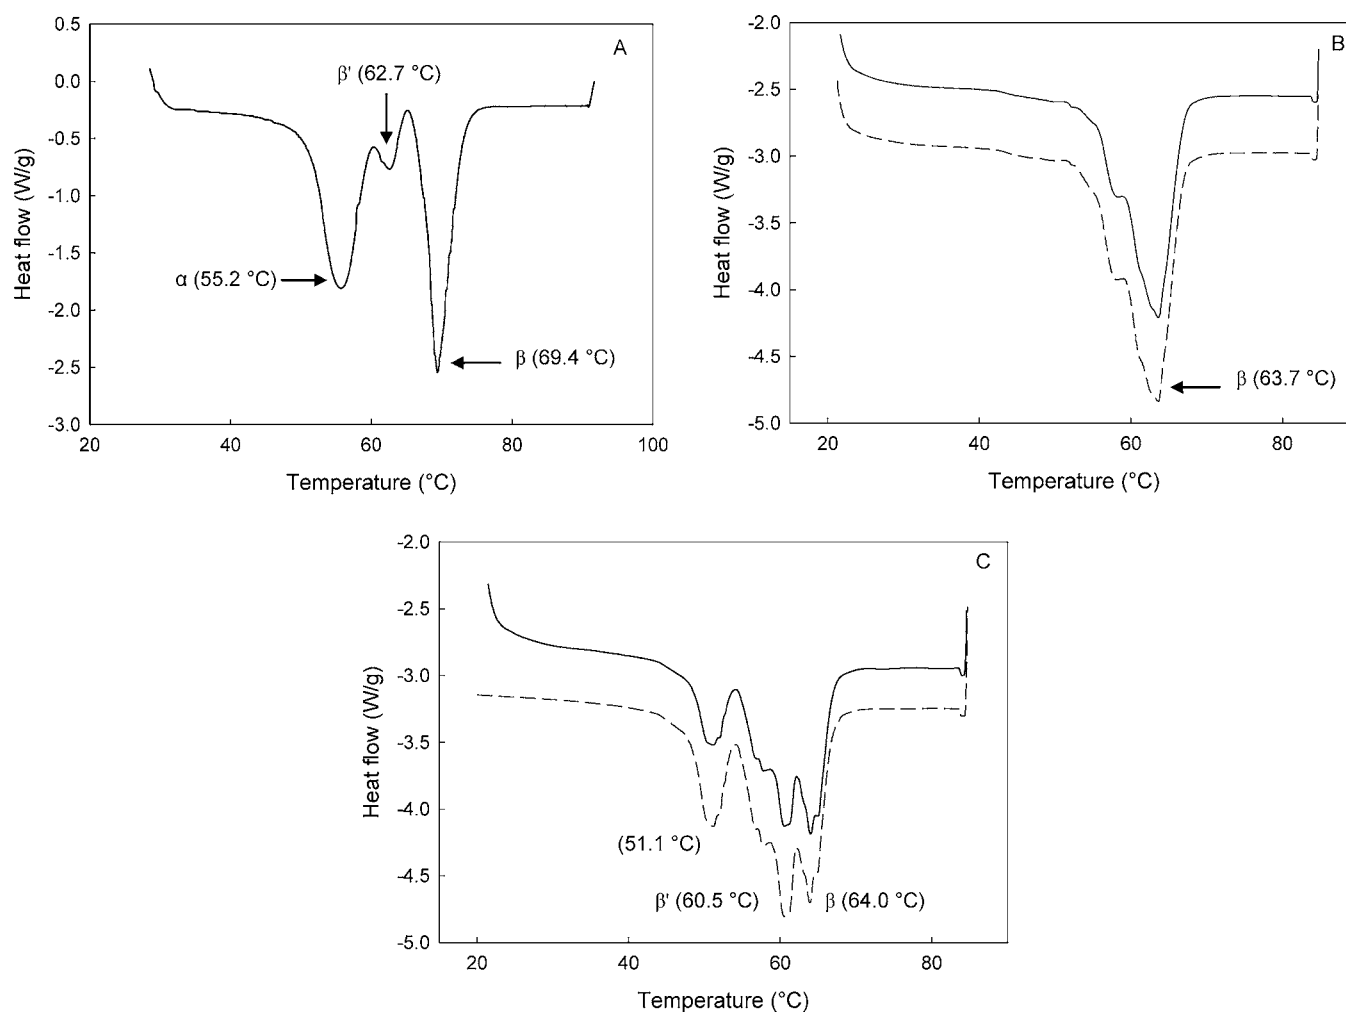 A
0.5
0.0
-0.5
-1.0
-1.5
-2.0
-2.5
-3.0
Heat flow (W/g)
β' (62.7 °C)
α (55.2 °C)
β (69.4 °C)
20 40 60 80 100
Temperature (°C)
B
-2.0
-2.5
-3.0
-3.5
-4.0
-4.5
-5.0
Heat flow (W/g)
β (63.7 °C)
20 40 60 80
Temperature (°C)
C
-2.0
-2.5
-3.0
-3.5
-4.0
-4.5
-5.0
Heat flow (W/g)
(51.1 °C)
β' (60.5 °C)
β (64.0 °C)
20 40 60 80
Temperature (°C)